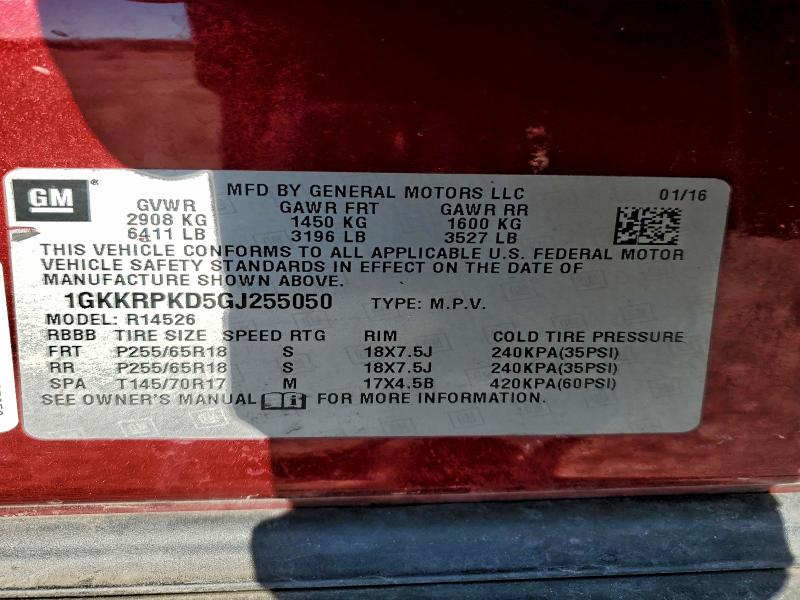 GM ®
MFD BY GENERAL MOTORS LLC 01/16
GVWR GAWR FRT GAWR RR
2908 KG 1450 KG 1600 KG
6411 LB 3196 LB 3527 LB
THIS VEHICLE CONFORMS TO ALL APPLICABLE U.S. FEDERAL MOTOR
VEHICLE SAFETY STANDARDS IN EFFECT ON THE DATE OF
MANUFACTURE SHOWN ABOVE.
1GKKRPKD5GJ255050 TYPE: M.P.V.
MODEL: R14526
RBBB TIRE SIZE SPEED RTG RIM COLD TIRE PRESSURE
FRT P255/65R18 S 18X7.5J 240KPA(35PSI)
RR P255/65R18 S 18X7.5J 240KPA(35PSI)
SPA T145/70R17 M 17X4.5B 420KPA(60PSI)
SEE OWNER'S MANUAL FOR MORE INFORMATION.